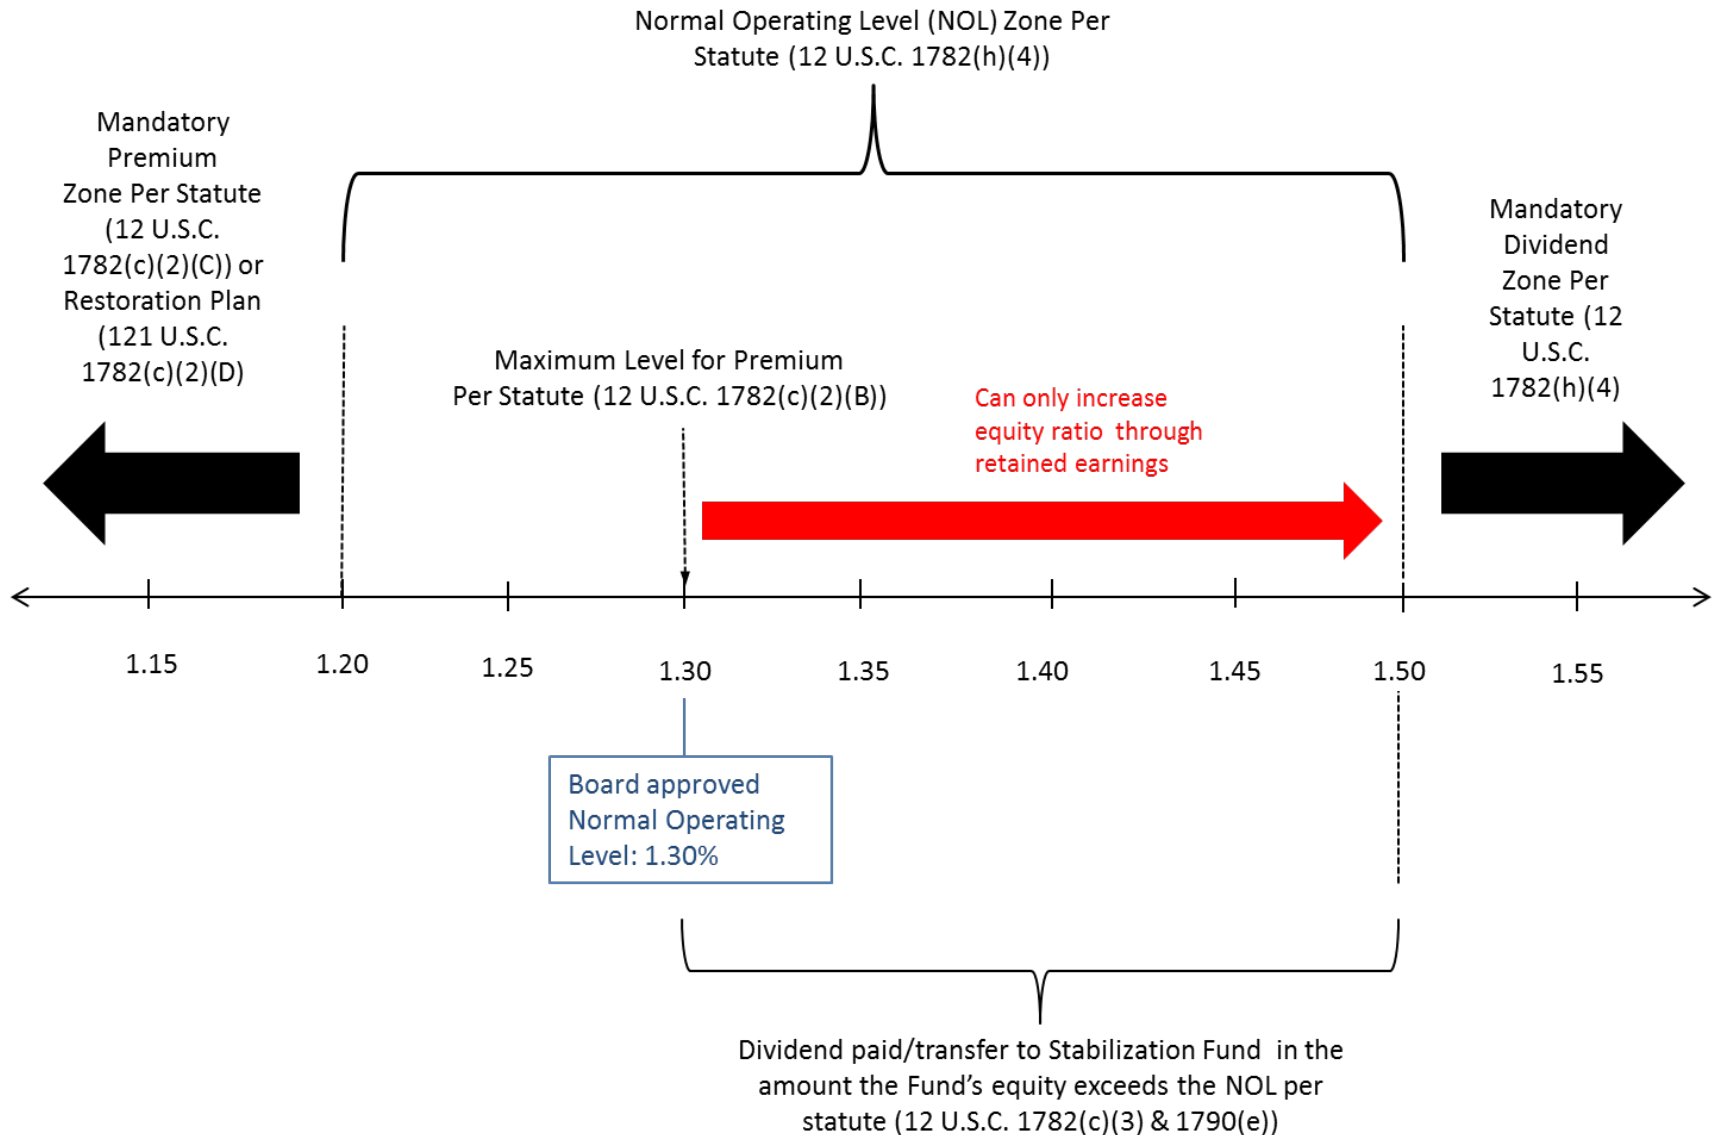 Normal Operating Level (NOL) Zone Per
Statute (12 U.S.C. 1782(h)(4))
Mandatory
Premium
Zone Per Statute
(12 U.S.C.
1782(c)(2)(C)) or
Restoration Plan
(121 U.S.C.
1782(c)(2)(D)
Mandatory
Dividend
Zone Per
Statute (12
U.S.C.
1782(h)(4)
Maximum Level for Premium
Per Statute (12 U.S.C. 1782(c)(2)(B))
Can only increase
equity ratio through
retained earnings
1.15
1.20
1.25
1.30
1.35
1.40
1.45
1.50
1.55
Board approved
Normal Operating
Level: 1.30%
Dividend paid/transfer to Stabilization Fund in the
amount the Fund’s equity exceeds the NOL per
statute (12 U.S.C. 1782(c)(3) & 1790(e))